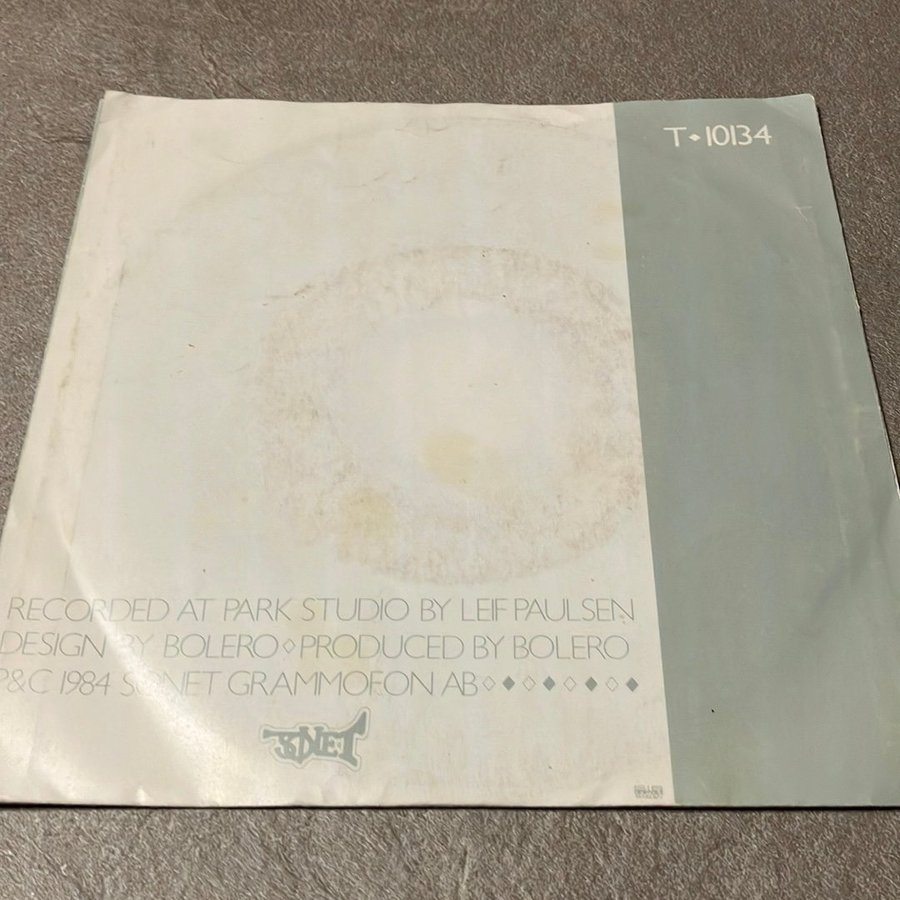 T◆10134
RECORDED AT PARK STUDIO BY LEIF PAULSEN
DESIGN BY BOLERO◇PRODUCED BY BOLERO
P&C 1984 SONET GRAMMOFON AB◇◆◇◆◇◆◇◆
SONET